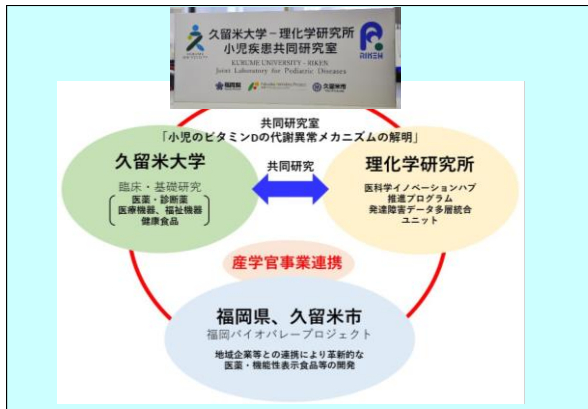 久留米大学－理化学研究所
小児疾患共同研究室
KURUME UNIVERSITY - RIKEN
Joint Laboratory for Pediatric Diseases
RIKEN
福岡県
久留米市
共同研究室
「小児のビタミンDの代謝異常メカニズムの解明」
久留米大学
臨床・基礎研究
医薬・診断薬
医療機器、福祉機器
健康食品
共同研究
理化学研究所
医科学イノベーションハブ
推進プログラム
発達障害データ多層統合
ユニット
産学官事業連携
福岡県、久留米市
福岡バイオバレープロジェクト
地域企業等との連携により革新的な
医薬・機能性表示食品等の開発